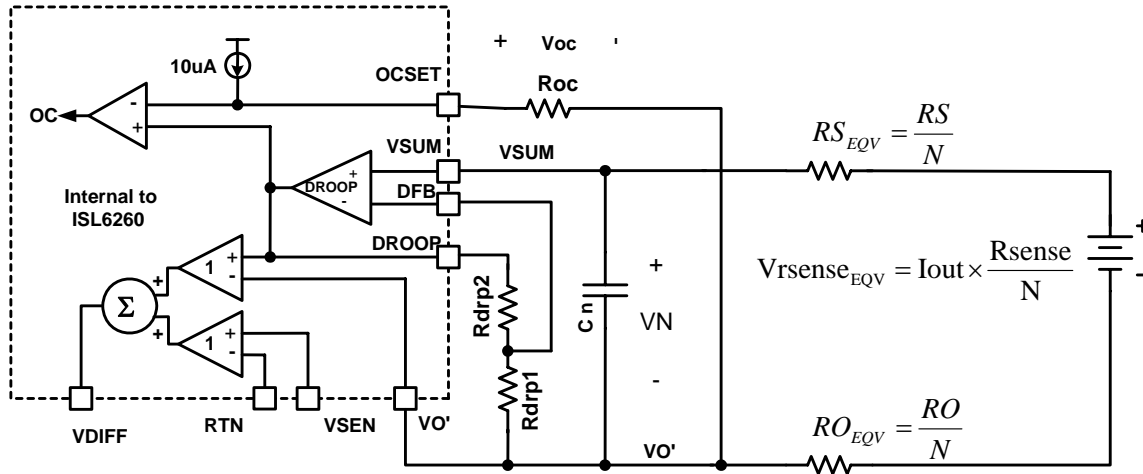 + Voc '
10uA
OCSET
Roc
-
+
OC
RS_EQV = RS/N
VSUM
VSUM
+
DROOP
-
DFB
Internal to
ISL6260
DROOP
+
-
1
+
Σ
+
+
-
1
Rdrp2
Cn
+
VN
-
Vrsense_EQV = Iout × Rsense/N
+
-
Rdrp1
VDIFF
RTN
VSEN
VO'
VO'
RO_EQV = RO/N